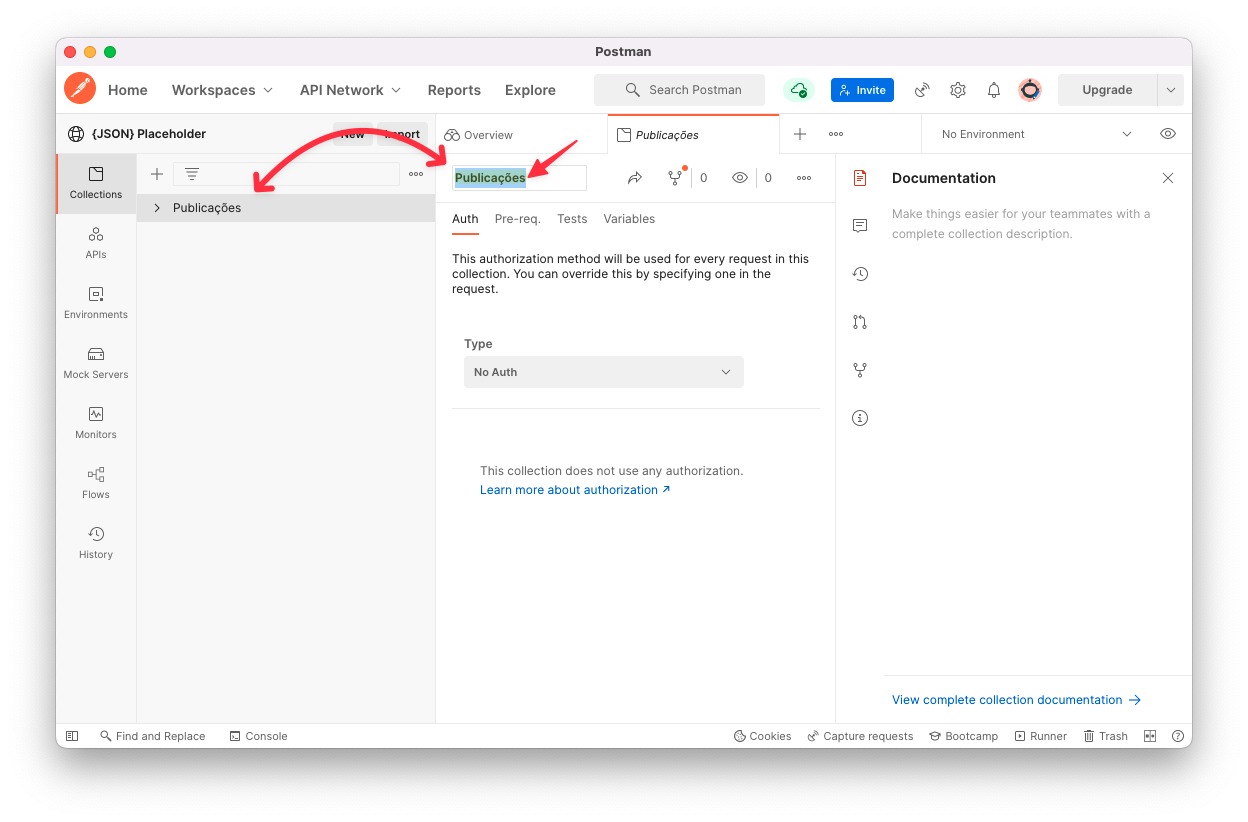 Postman
Home Workspaces API Network Reports Explore Search Postman Invite Upgrade
{JSON} Placeholder New Import Overview Publicações No Environment
Collections
APIs
Environments
Mock Servers
Monitors
Flows
History
Publicações
Publicações 0 0
Auth Pre-req. Tests Variables
This authorization method will be used for every request in this
collection. You can override this by specifying one in the
request.
Type
No Auth
This collection does not use any authorization.
Learn more about authorization
Documentation
Make things easier for your teammates with a
complete collection description.
View complete collection documentation
Find and Replace Console Cookies Capture requests Bootcamp Runner Trash